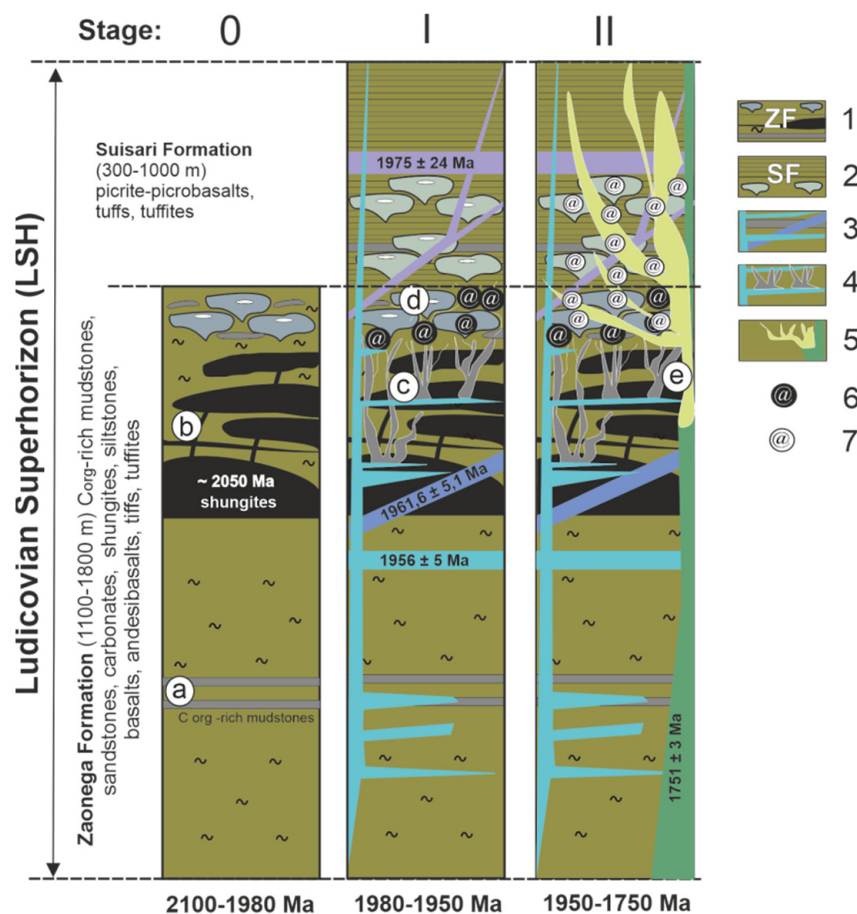 Stage: 0 I II
Ludicovian Superhorizon (LSH)
Suisari Formation
(300-1000 m)
picrite-picrobasalts,
tuffs, tuffites
Zaonega Formation (1100-1800 m) Corg-rich mudstones,
sandstones, carbonates, shungites, siltstones,
basalts, andesibasalts, tiffs, tuffites
b
~ 2050 Ma
shungites
a
C org -rich mudstones
1975 ± 24 Ma
d
@ @
@ @ @
c
1961,6 ± 5,1 Ma
1956 ± 5 Ma
@
@
@ @
@
@
@
@
@ @
@ @
@ @
e
1751 ± 3 Ma
ZF 1
SF 2
3
4
5
@ 6
@ 7
2100-1980 Ma 1980-1950 Ma 1950-1750 Ma